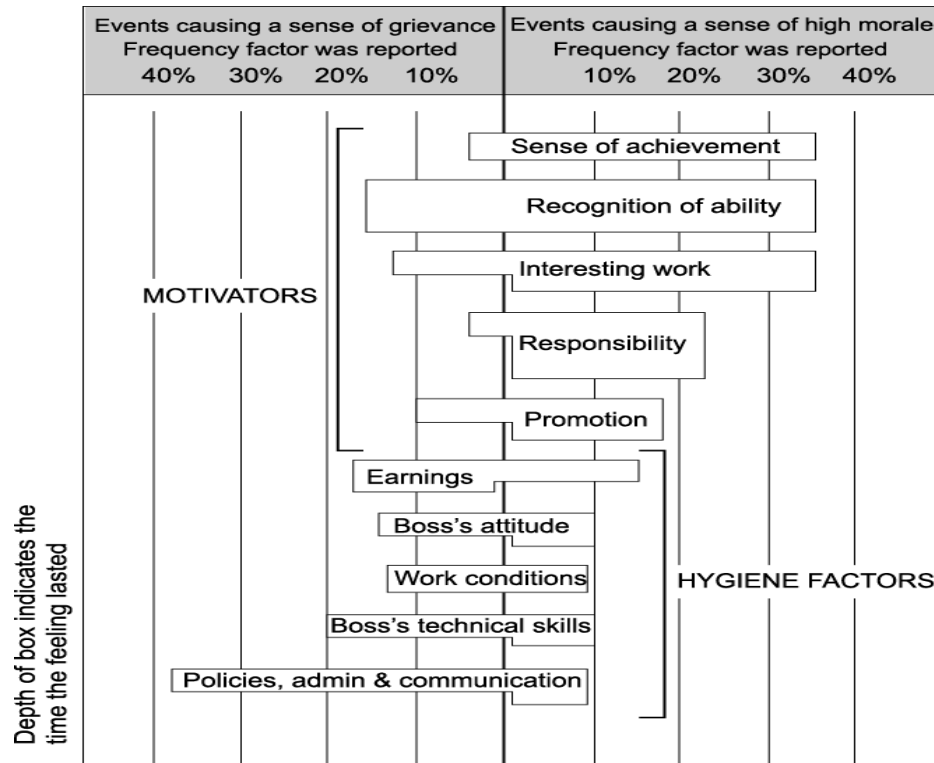 Events causing a sense of grievance
Frequency factor was reported
40% 30% 20% 10%
Events causing a sense of high morale
Frequency factor was reported
10% 20% 30% 40%
Sense of achievement
Recognition of ability
Interesting work
MOTIVATORS
Responsibility
Promotion
Earnings
Boss's attitude
Work conditions
HYGIENE FACTORS
Boss's technical skills
Policies, admin & communication
Depth of box indicates the
time the feeling lasted